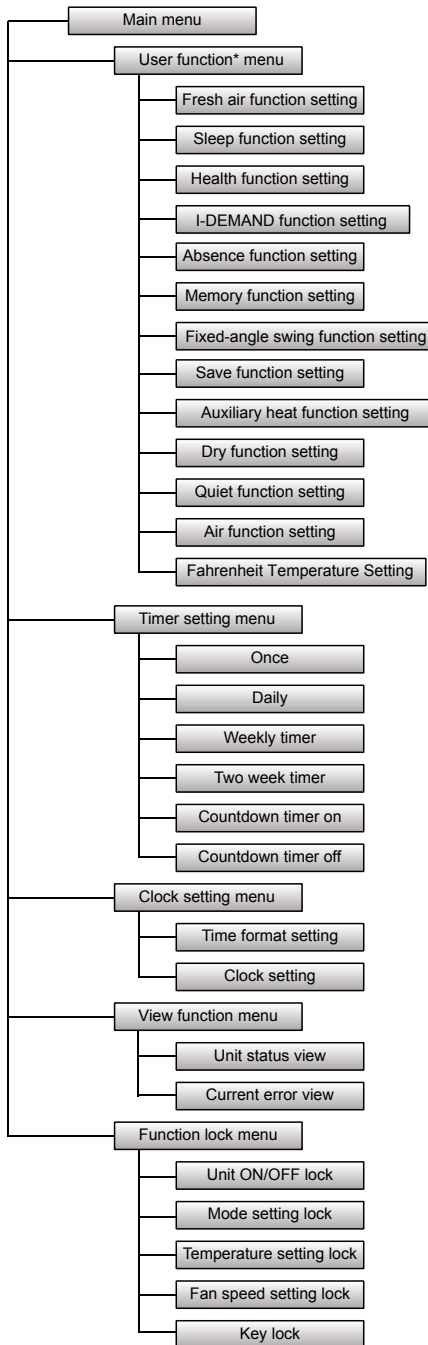 Main menu
User function* menu
Fresh air function setting
Sleep function setting
Health function setting
I-DEMAND function setting
Absence function setting
Memory function setting
Fixed-angle swing function setting
Save function setting
Auxiliary heat function setting
Dry function setting
Quiet function setting
Air function setting
Fahrenheit Temperature Setting
Timer setting menu
Once
Daily
Weekly timer
Two week timer
Countdown timer on
Countdown timer off
Clock setting menu
Time format setting
Clock setting
View function menu
Unit status view
Current error view
Function lock menu
Unit ON/OFF lock
Mode setting lock
Temperature setting lock
Fan speed setting lock
Key lock